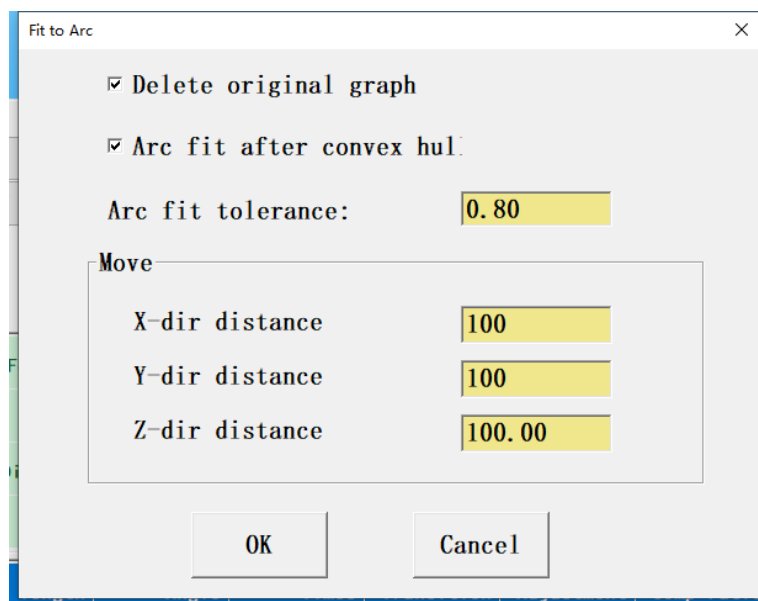 Fit to Arc
Delete original graph
Arc fit after convex hul
Arc fit tolerance: 0.80
Move
X-dir distance 100
Y-dir distance 100
Z-dir distance 100.00
OK Cancel